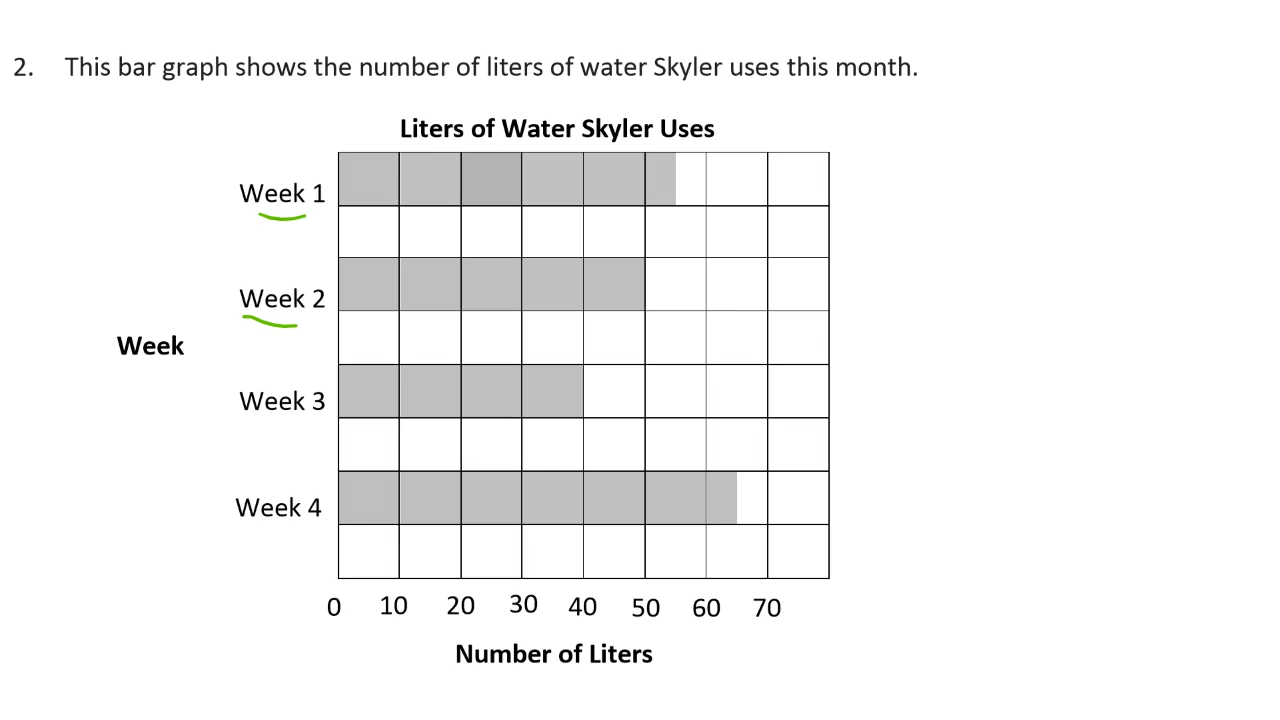 2. This bar graph shows the number of liters of water Skyler uses this month.
Liters of Water Skyler Uses
Week 1
Week 2
Week
Week 3
Week 4
0 10 20 30 40 50 60 70
Number of Liters